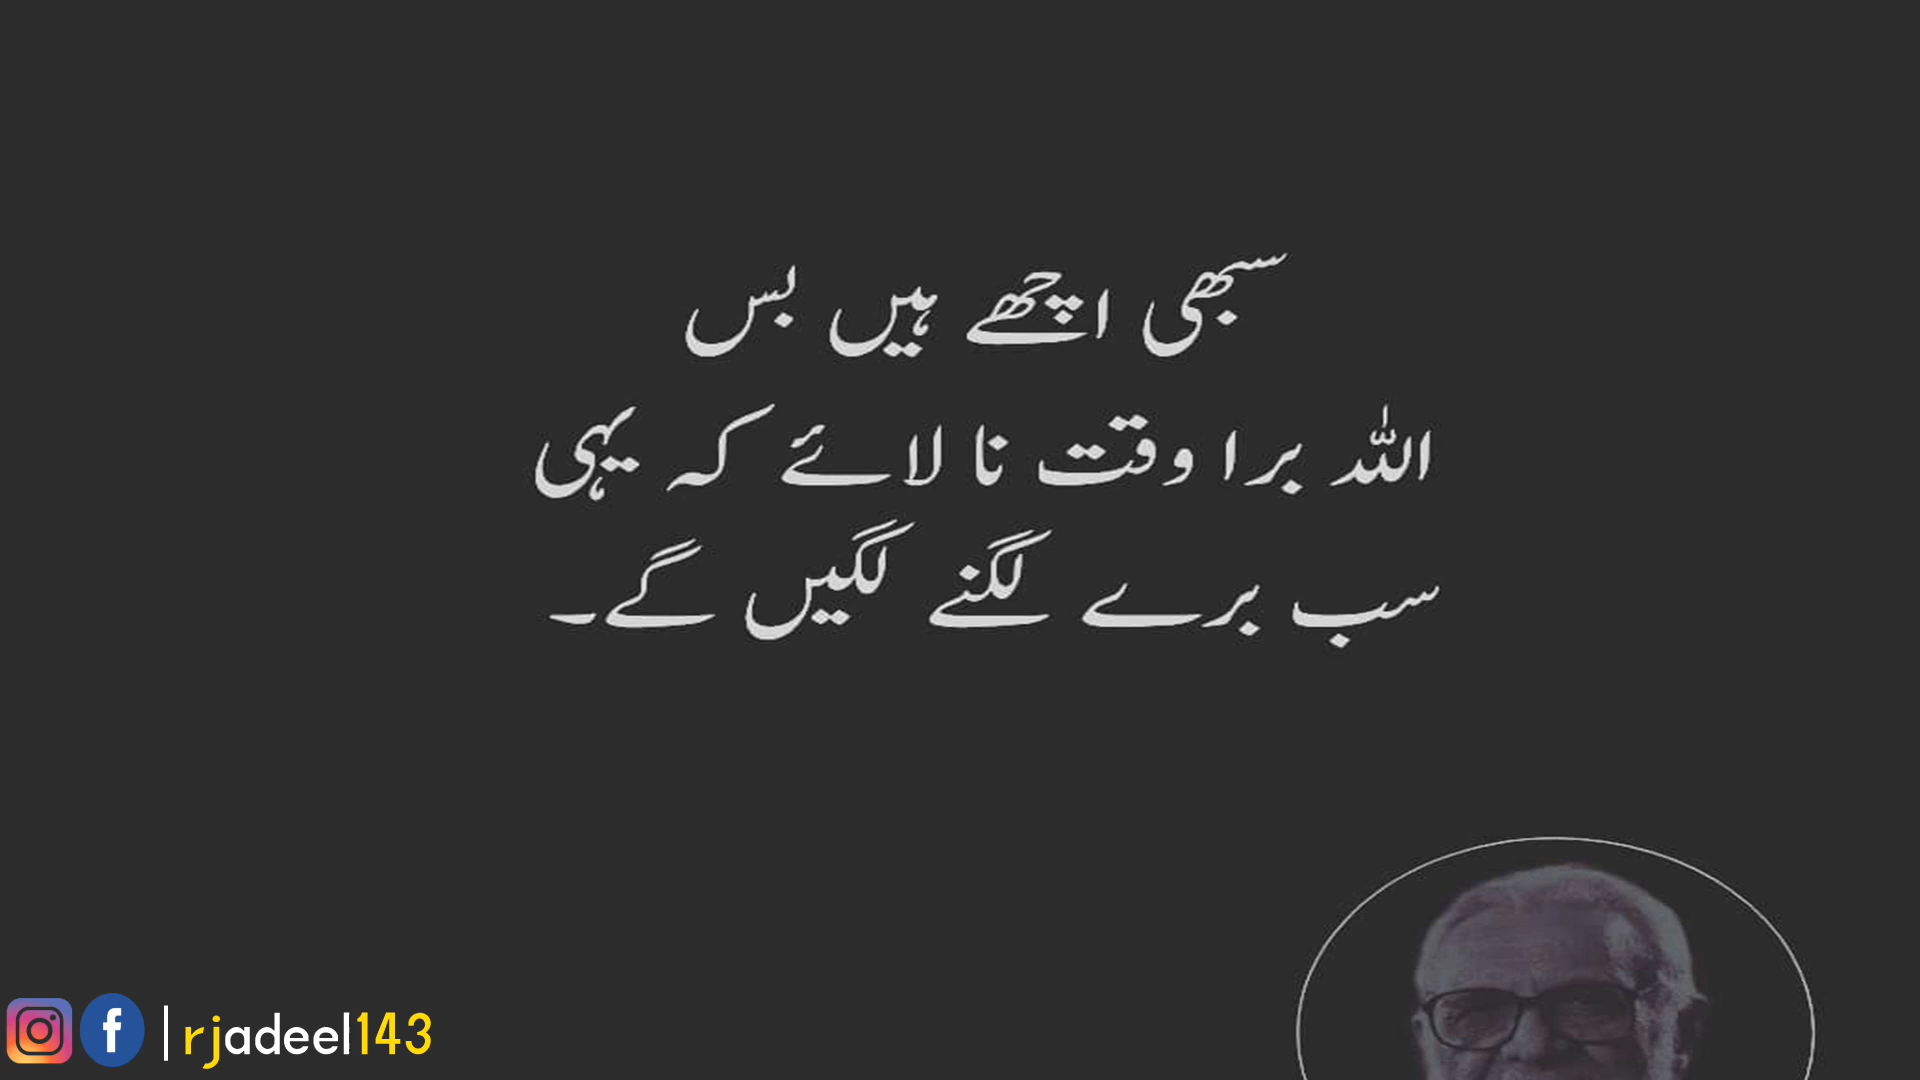 سبھی اچھے ہیں بس
اللہ برا وقت نا لائے کہ یہی
سب برے لگنے لگیں گے۔
rjadeel143